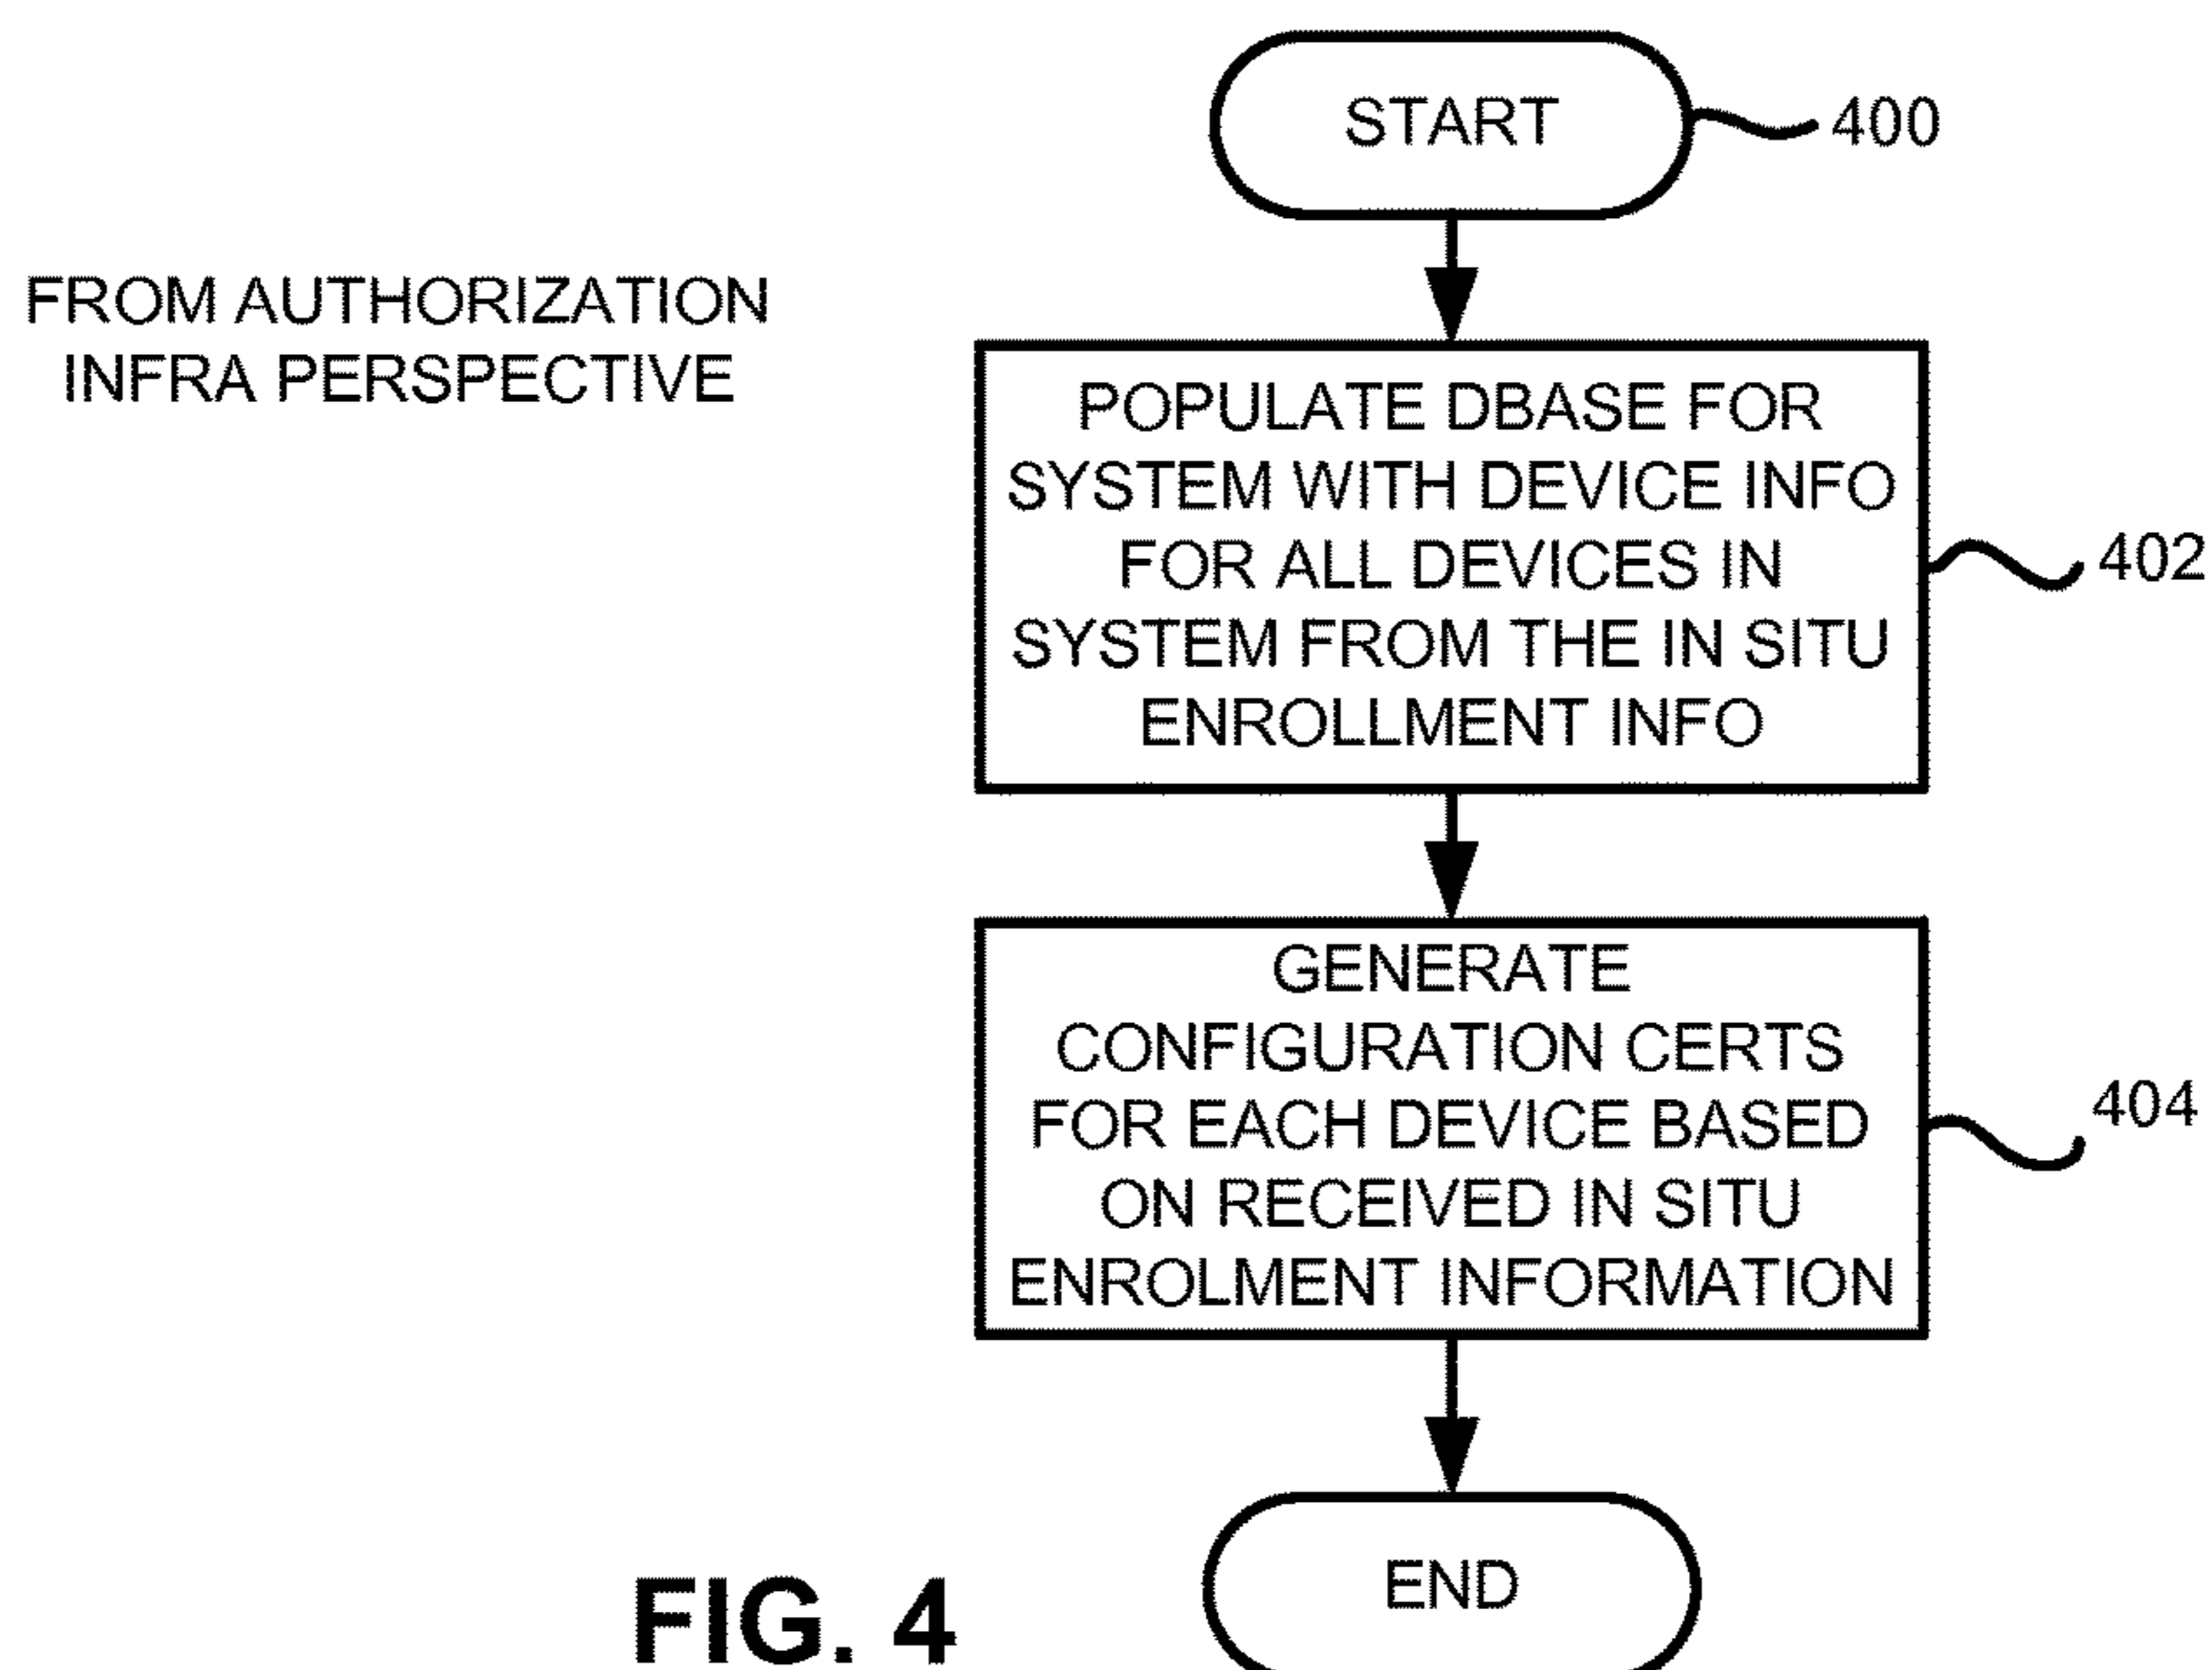 START
400
FROM AUTHORIZATION
INFRA PERSPECTIVE
POPULATE DBASE FOR
SYSTEM WITH DEVICE INFO
FOR ALL DEVICES IN
SYSTEM FROM THE IN SITU
ENROLLMENT INFO
402
GENERATE
CONFIGURATION CERTS
FOR EACH DEVICE BASED
ON RECEIVED IN SITU
ENROLMENT INFORMATION
404
END
FIG. 4